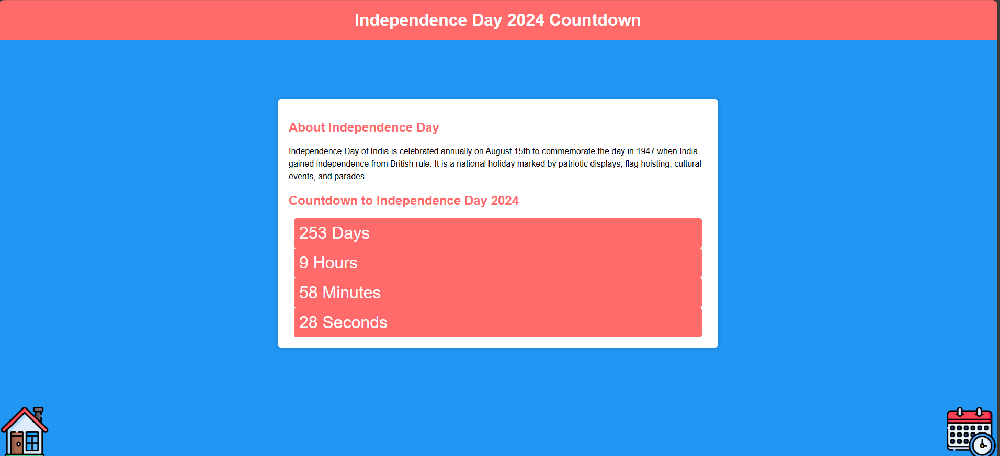 Independence Day 2024 Countdown
About Independence Day
Independence Day of India is celebrated annually on August 15th to commemorate the day in 1947 when India
gained independence from British rule. It is a national holiday marked by patriotic displays, flag hoisting, cultural
events, and parades.
Countdown to Independence Day 2024
253 Days
9 Hours
58 Minutes
28 Seconds